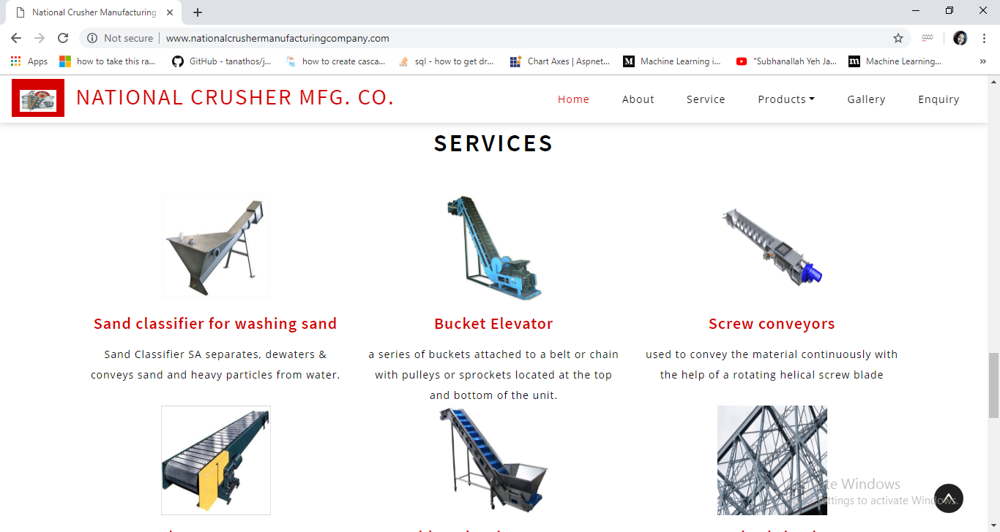 National Crusher Manufacturing
Not secure
www.nationalcrushermanufacturingcompany.com
Apps
how to take this ra...
GitHub - tanathos/j...
how to create casca...
sql - how to get dr...
Chart Axes | Aspnet...
Machine Learning i...
"Subhanallah Yeh Ja...
Machine Learning...
NATIONAL CRUSHER MFG. CO.
Home
About
Service
Products
Gallery
Enquiry
SERVICES
Sand classifier for washing sand
Bucket Elevator
Screw conveyors
Sand Classifier SA separates, dewaters &
conveys sand and heavy particles from water.
a series of buckets attached to a belt or chain
with pulleys or sprockets located at the top
and bottom of the unit.
used to convey the material continuously with
the help of a rotating helical screw blade
Windows
to activate Windows.